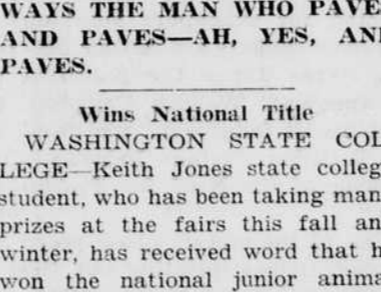 WAYS THE MAN WHO PAVE
AND PAVES—AH, YES, AN
PAVES.
Wins National Title
WASHINGTON STATE COL
LEGE—Keith Jones state colleg
student, who has been taking man
prizes at the fairs this fall an
winter, has received word that h
won the national junior anima